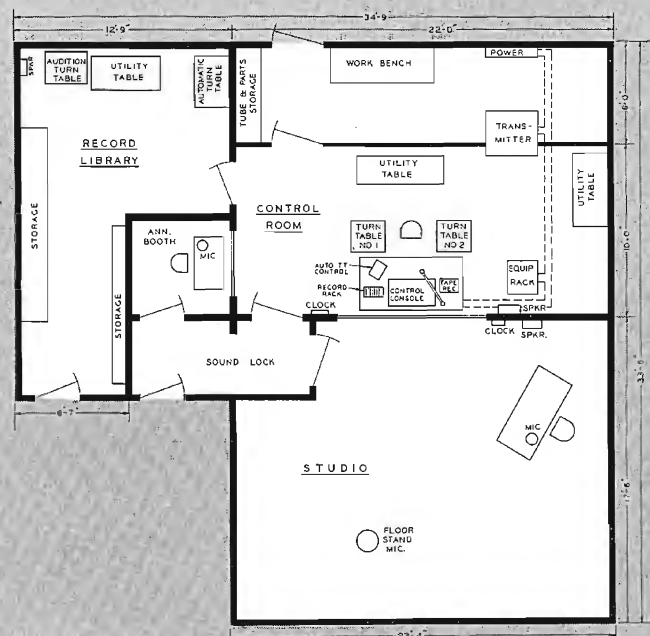 34'-9"
12'-9"
22'-0"
SPKR
AUDITION
TURN
TABLE
UTILITY
TABLE
AUTOMATIC
TURN
TABLE
TUBE & PARTS
STORAGE
WORK BENCH
POWER
TRANS-
MITTER
RECORD
LIBRARY
UTILITY
TABLE
UTILITY
TABLE
STORAGE
CONTROL
ROOM
ANN.
BOOTH
MIC
TURN
TABLE
NO 1
TURN
TABLE
NO 2
10'-0"
AUTO TT
CONTROL
RECORD
RACK
CONTROL
CONSOLE
TAPE
REC
EQUIP
RACK
CLOCK
SPKR
CLOCK
SPKR.
STORAGE
SOUND LOCK
6'-7"
MIC
STUDIO
FLOOR
STAND
MIC.